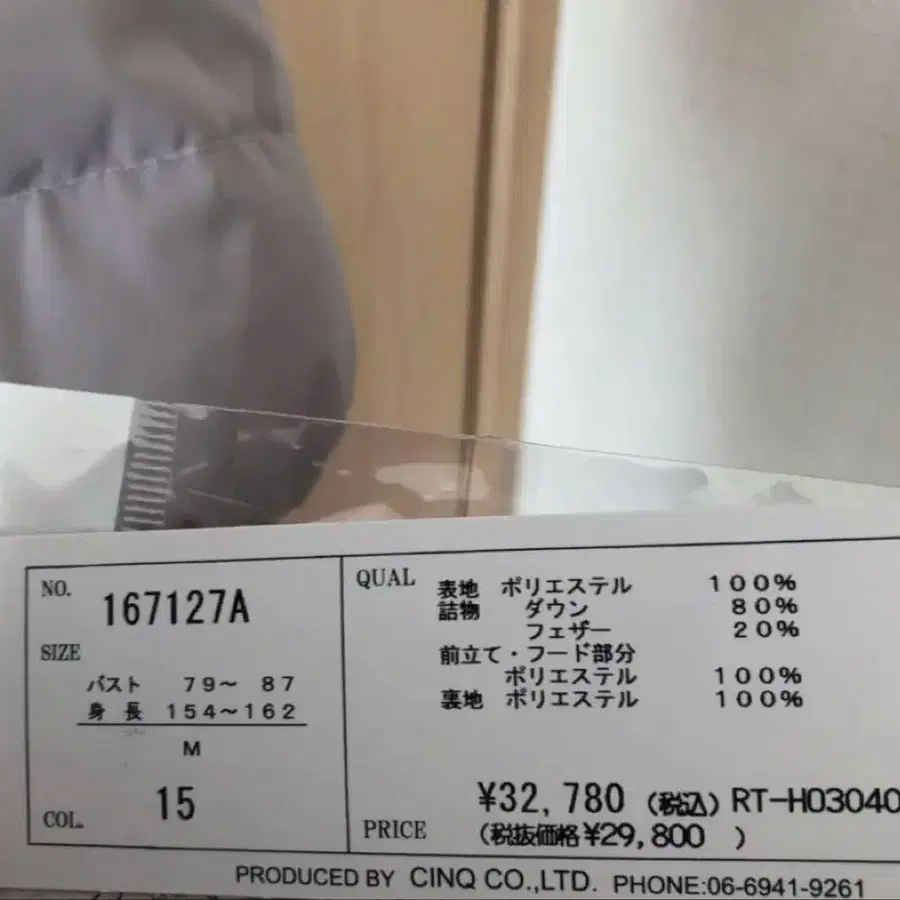 NO.
167127A
SIZE
バスト 79～ 87
身 長 154～162
M
COL. 15
QUAL
表地 ポリエステル 100%
詰物 ダウン 80%
フェザー 20%
前立て・フード部分
ポリエステル 100%
裏地 ポリエステル 100%
PRICE
¥32,780 (税込) RT-H03040
(税抜価格¥29,800 )
PRODUCED BY CINQ CO.,LTD. PHONE:06-6941-9261